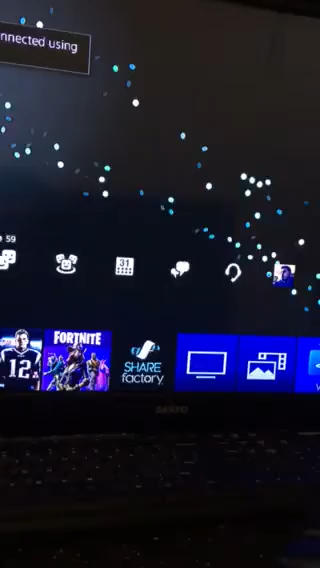 nnected using
59
31
12
FORTNITE
SHARE
factory
SANYO